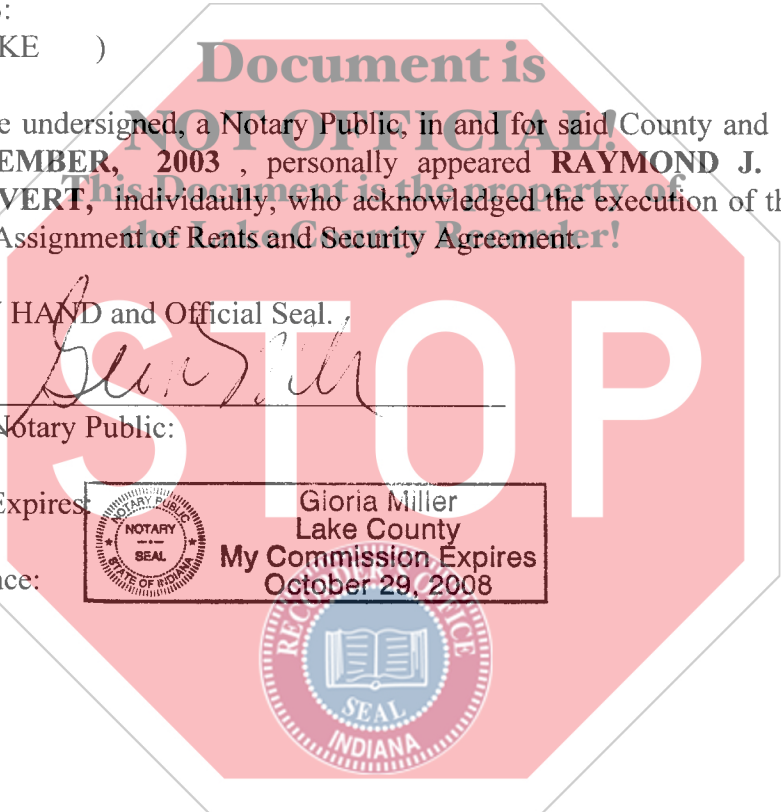 :
KE )
Document is
NOT OFFICIAL!
e undersigned, a Notary Public, in and for said County and
EMBER, 2003 , personally appeared RAYMOND J.
This Document is the property of
VERT, individaully, who acknowledged the execution of th
the Lake County Recorder!
Assignment of Rents and Security Agreement.
HAND and Official Seal.
STOP
Notary Public:
Expires:
NOTARY PUBLIC
NOTARY
SEAL
STATE OF INDIANA
Gloria Miller
Lake County
My Commission Expires
October 29, 2008
nce:
RECORDER'S OFFICE
SEAL
INDIANA